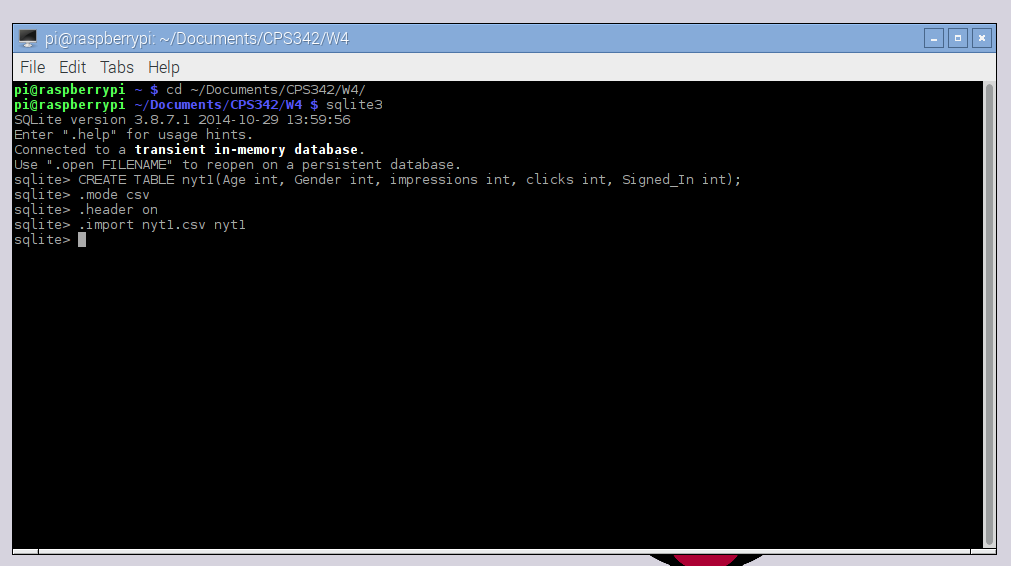 pi@raspberrypi: ~/Documents/CPS342/W4
File Edit Tabs Help
pi@raspberrypi ~ $ cd ~/Documents/CPS342/W4/
pi@raspberrypi ~/Documents/CPS342/W4 $ sqlite3
SQLite version 3.8.7.1 2014-10-29 13:59:56
Enter ".help" for usage hints.
Connected to a transient in-memory database.
Use ".open FILENAME" to reopen on a persistent database.
sqlite> CREATE TABLE nyt1(Age int, Gender int, impressions int, clicks int, Signed_In int);
sqlite> .mode csv
sqlite> .header on
sqlite> .import nyt1.csv nyt1
sqlite>